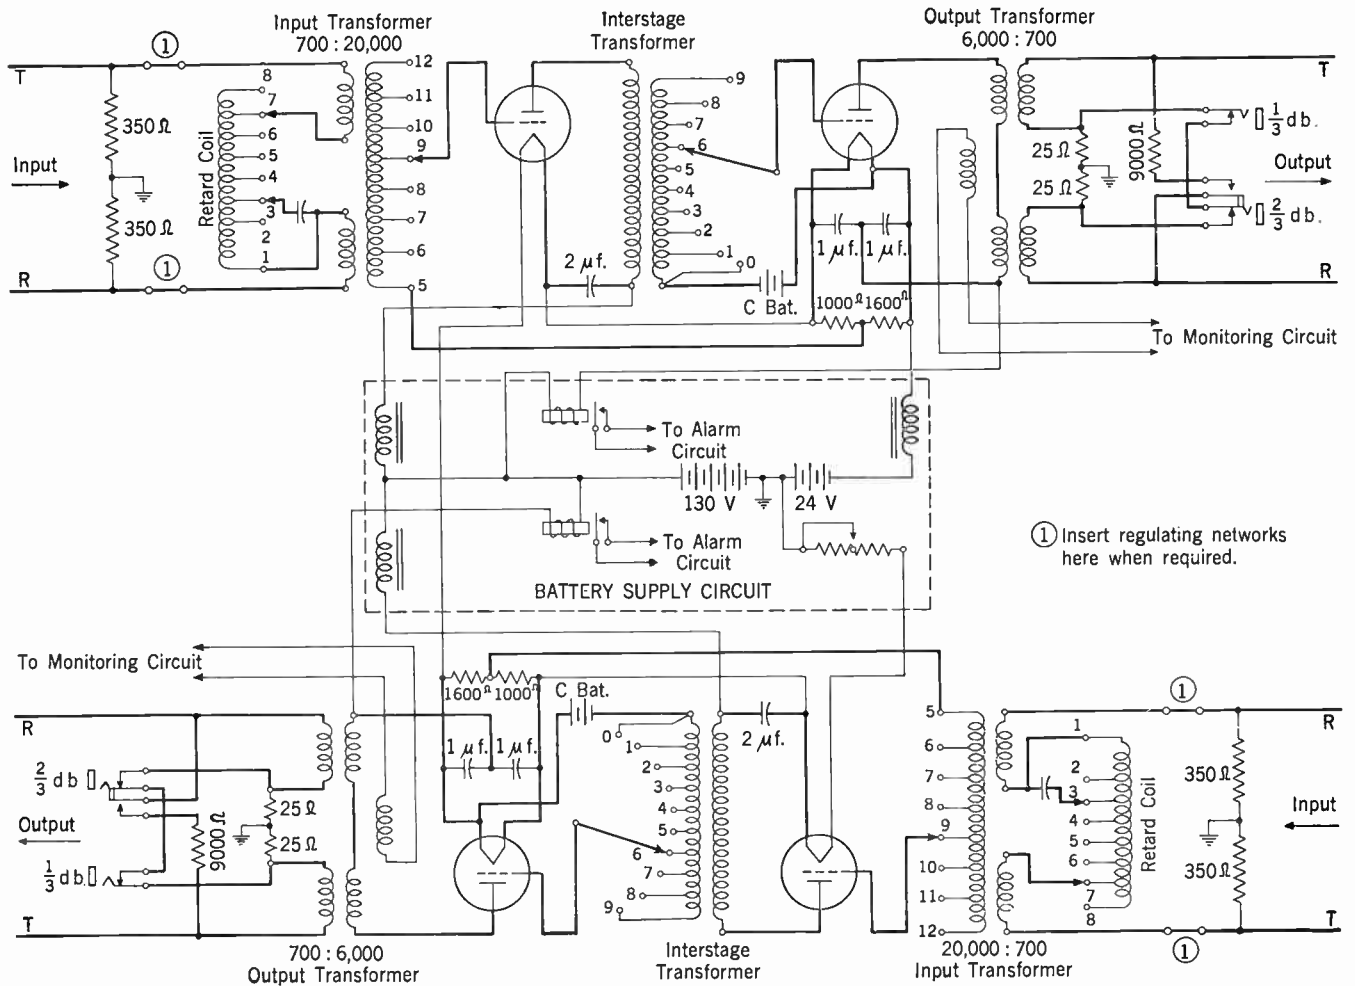 Input Transformer
700 : 20,000
Interstage
Transformer
Output Transformer
6,000 : 700
1
T
350 Ω
Input
350 Ω
R
1
Retard Coil
8
7
6
5
4
3
2
1
12
11
10
9
8
7
6
5
2 μf.
9
8
7
6
5
4
3
2
1
0
C Bat.
1 μf.
1 μf.
1000 Ω
1600 Ω
25 Ω
25 Ω
9000 Ω
T
1/3 db.
Output
2/3 db.
R
To Monitoring Circuit
To Alarm
Circuit
130 V
24 V
To Alarm
Circuit
BATTERY SUPPLY CIRCUIT
1 Insert regulating networks
here when required.
To Monitoring Circuit
R
2/3 db
Output
1/3 db.
T
9000 Ω
25 Ω
25 Ω
700 : 6,000
Output Transformer
1600 Ω
1000 Ω
1 μf.
1 μf.
C Bat.
0
1
2
3
4
5
6
7
8
9
2 μf.
Interstage
Transformer
5
6
7
8
9
10
11
12
20,000 : 700
Input Transformer
1
2
3
4
5
6
7
8
Retard Coil
1
R
350 Ω
Input
350 Ω
T
1